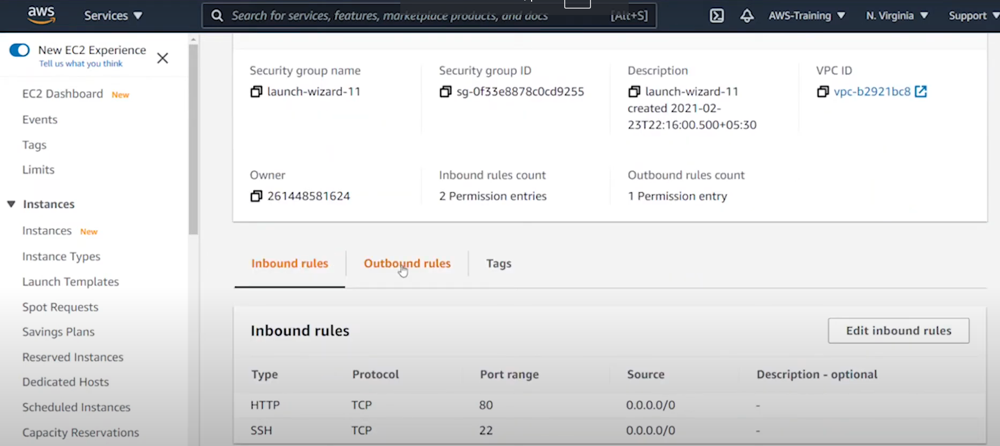 aws
Services
Search for services, features, marketplace products, and docs
[Alt+S]
AWS-Training
N. Virginia
Support
New EC2 Experience
Tell us what you think
EC2 Dashboard New
Events
Tags
Limits
Instances
Instances New
Instance Types
Launch Templates
Spot Requests
Savings Plans
Reserved Instances
Dedicated Hosts
Scheduled Instances
Capacity Reservations
Security group name
launch-wizard-11
Security group ID
sg-0f33e8878c0cd9255
Description
launch-wizard-11
created 2021-02-
23T22:16:00.500+05:30
VPC ID
vpc-b2921bc8
Owner
261448581624
Inbound rules count
2 Permission entries
Outbound rules count
1 Permission entry
Inbound rules
Outbound rules
Tags
Inbound rules
Edit inbound rules
Type Protocol Port range Source Description - optional
HTTP TCP 80 0.0.0.0/0 -
SSH TCP 22 0.0.0.0/0 -